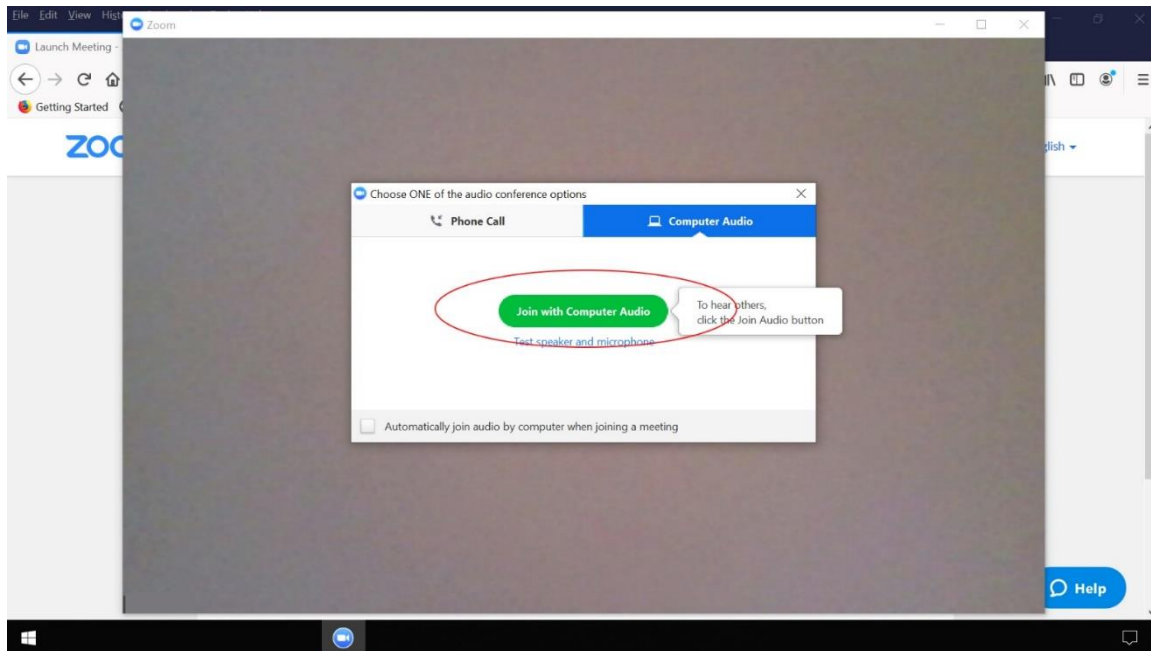 File Edit View Hist
Zoom
Launch Meeting -
Getting Started
ZOO
glish
Choose ONE of the audio conference options
Phone Call
Computer Audio
Join with Computer Audio
To hear others,
click the Join Audio button
Test speaker and microphone
Automatically join audio by computer when joining a meeting
Help